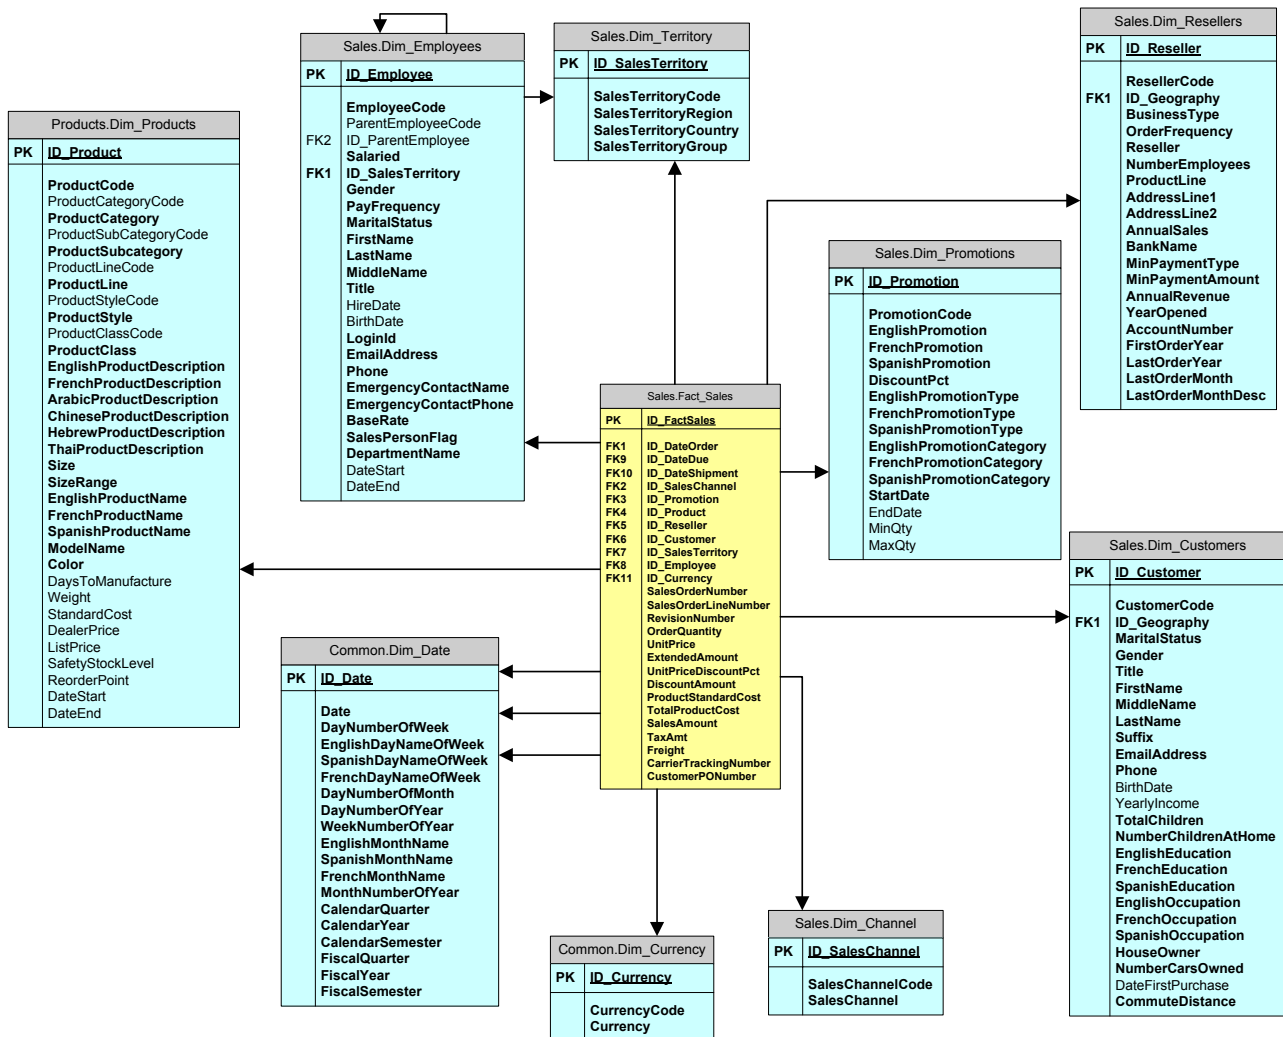 Sales.Dim_Employees
PK ID_Employee
EmployeeCode
ParentEmployeeCode
FK2 ID_ParentEmployee
Salaried
FK1 ID_SalesTerritory
Gender
PayFrequency
MaritalStatus
FirstName
LastName
MiddleName
Title
HireDate
BirthDate
LoginId
EmailAddress
Phone
EmergencyContactName
EmergencyContactPhone
BaseRate
SalesPersonFlag
DepartmentName
DateStart
DateEnd
Sales.Dim_Territory
PK ID_SalesTerritory
SalesTerritoryCode
SalesTerritoryRegion
SalesTerritoryCountry
SalesTerritoryGroup
Sales.Dim_Resellers
PK ID_Reseller
ResellerCode
FK1 ID_Geography
BusinessType
OrderFrequency
Reseller
NumberEmployees
ProductLine
AddressLine1
AddressLine2
AnnualSales
BankName
MinPaymentType
MinPaymentAmount
AnnualRevenue
YearOpened
AccountNumber
FirstOrderYear
LastOrderYear
LastOrderMonth
LastOrderMonthDesc
Products.Dim_Products
PK ID_Product
ProductCode
ProductCategoryCode
ProductCategory
ProductSubCategoryCode
ProductSubcategory
ProductLineCode
ProductLine
ProductStyleCode
ProductStyle
ProductClassCode
ProductClass
EnglishProductDescription
FrenchProductDescription
ArabicProductDescription
ChineseProductDescription
HebrewProductDescription
ThaiProductDescription
Size
SizeRange
EnglishProductName
FrenchProductName
SpanishProductName
ModelName
Color
DaysToManufacture
Weight
StandardCost
DealerPrice
ListPrice
SafetyStockLevel
ReorderPoint
DateStart
DateEnd
Sales.Dim_Promotions
PK ID_Promotion
PromotionCode
EnglishPromotion
FrenchPromotion
SpanishPromotion
DiscountPct
EnglishPromotionType
FrenchPromotionType
SpanishPromotionType
EnglishPromotionCategory
FrenchPromotionCategory
SpanishPromotionCategory
StartDate
EndDate
MinQty
MaxQty
Sales.Fact_Sales
PK ID_FactSales
FK1 ID_DateOrder
FK9 ID_DateDue
FK10 ID_DateShipment
FK2 ID_SalesChannel
FK3 ID_Promotion
FK4 ID_Product
FK5 ID_Reseller
FK6 ID_Customer
FK7 ID_SalesTerritory
FK8 ID_Employee
FK11 ID_Currency
SalesOrderNumber
SalesOrderLineNumber
RevisionNumber
OrderQuantity
UnitPrice
ExtendedAmount
UnitPriceDiscountPct
DiscountAmount
ProductStandardCost
TotalProductCost
SalesAmount
TaxAmt
Freight
CarrierTrackingNumber
CustomerPONumber
Sales.Dim_Customers
PK ID_Customer
CustomerCode
FK1 ID_Geography
MaritalStatus
Gender
Title
FirstName
MiddleName
LastName
Suffix
EmailAddress
Phone
BirthDate
YearlyIncome
TotalChildren
NumberChildrenAtHome
EnglishEducation
FrenchEducation
SpanishEducation
EnglishOccupation
FrenchOccupation
SpanishOccupation
HouseOwner
NumberCarsOwned
DateFirstPurchase
CommuteDistance
Common.Dim_Date
PK ID_Date
Date
DayNumberOfWeek
EnglishDayNameOfWeek
SpanishDayNameOfWeek
FrenchDayNameOfWeek
DayNumberOfMonth
DayNumberOfYear
WeekNumberOfYear
EnglishMonthName
SpanishMonthName
FrenchMonthName
MonthNumberOfYear
CalendarQuarter
CalendarYear
CalendarSemester
FiscalQuarter
FiscalYear
FiscalSemester
Common.Dim_Currency
PK ID_Currency
CurrencyCode
Currency
Sales.Dim_Channel
PK ID_SalesChannel
SalesChannelCode
SalesChannel